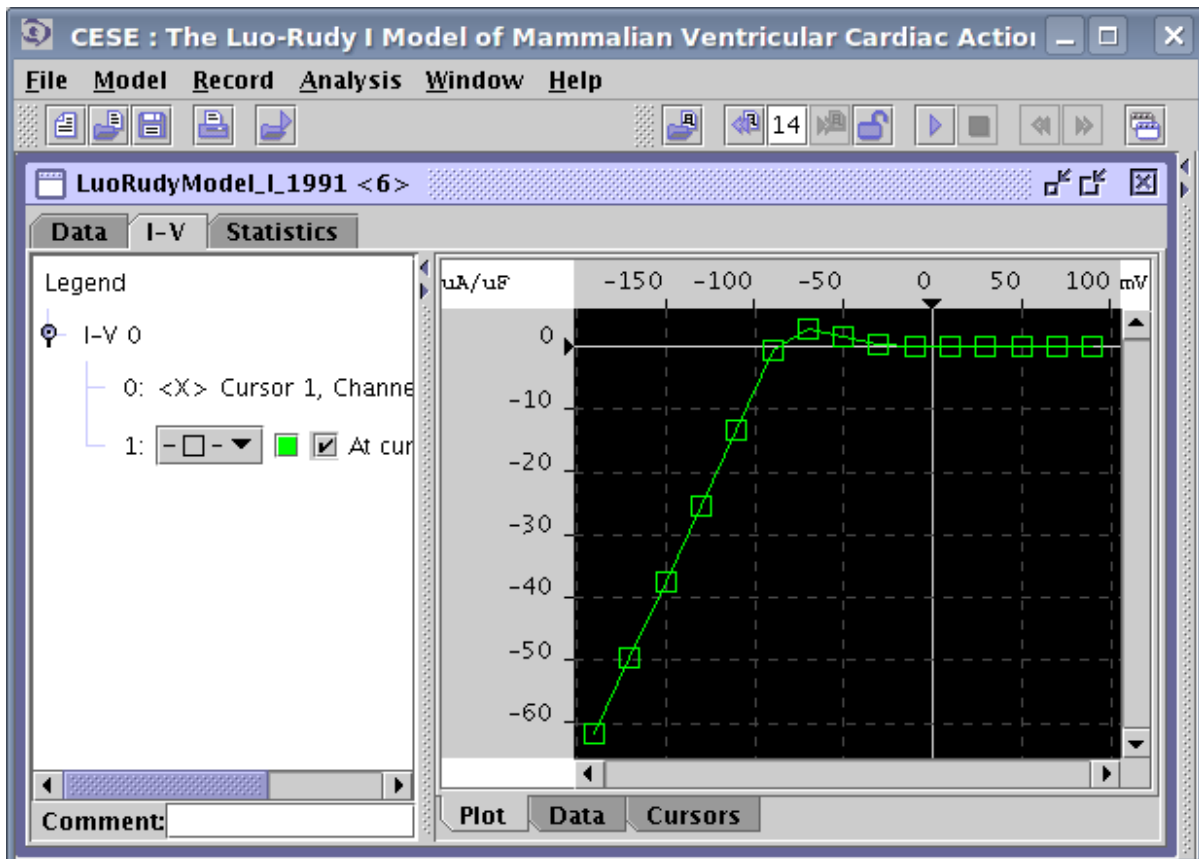 CESE : The Luo-Rudy I Model of Mammalian Ventricular Cardiac Action
File Model Record Analysis Window Help
14
LuoRudyModel_I_1991 <6>
Data I-V Statistics
Legend
I-V 0
0: <X> Cursor 1, Channe
1: At cur
Comment:
uA/uF -150 -100 -50 0 50 100 mV
0
-10
-20
-30
-40
-50
-60
Plot Data Cursors